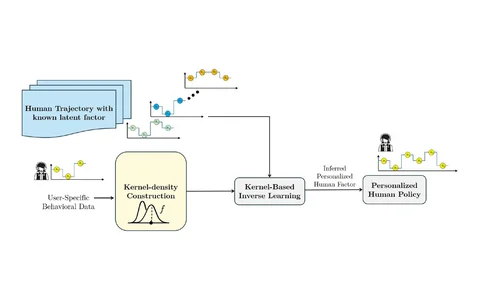 Human Trajectory with
known latent factor
User-Specific
Behavioral Data
Kernel-density
Construction
f
Kernel-Based
Inverse Learning
Inferred
Personalized
Human Factor
Personalized
Human Policy